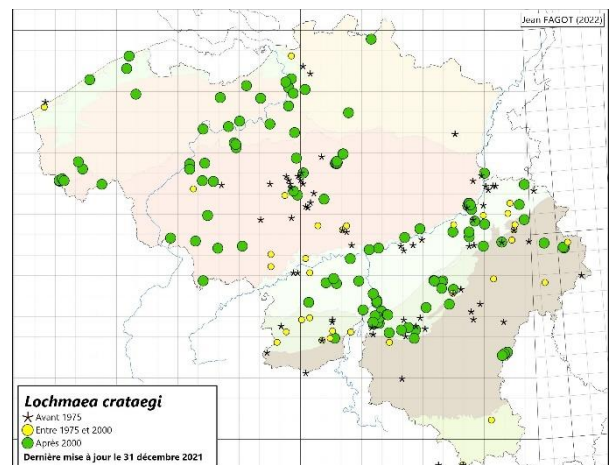 Jean FAGOT (2022)
Lochmaea crataegi
Avant 1975
Entre 1975 et 2000
Après 2000
Dernière mise à jour le 31 décembre 2021